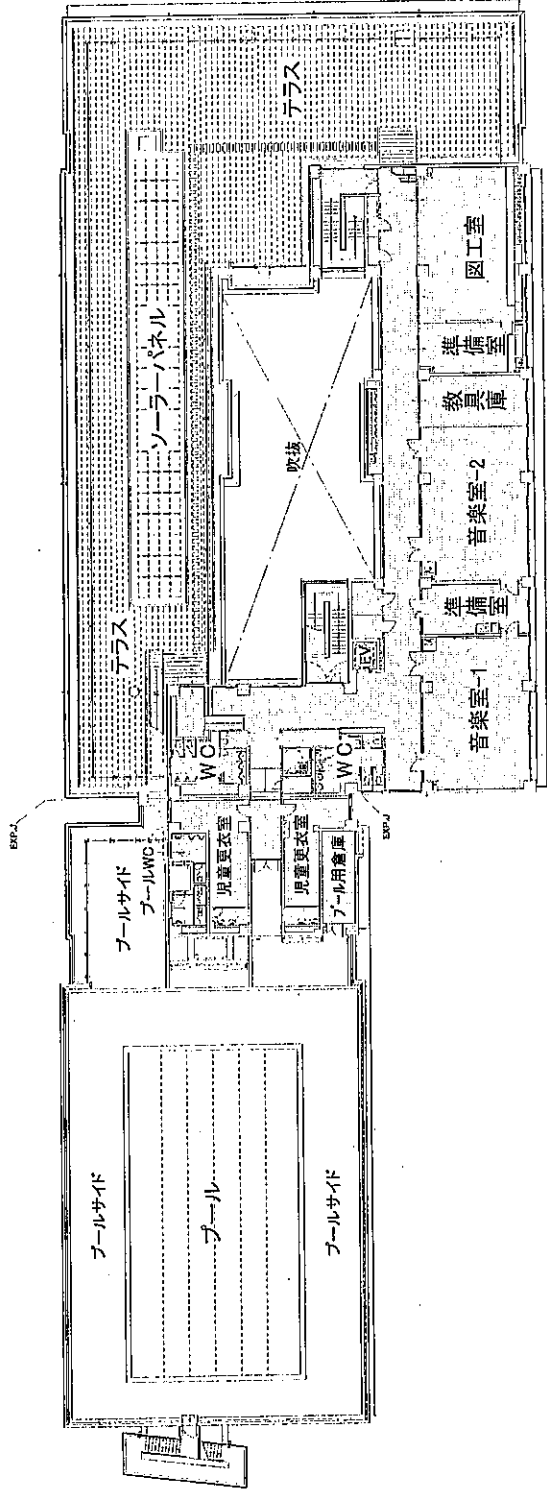 EXP.J
プールサイド
プール
プールサイド
プールサイド
プールWC
児童更衣室
児童更衣室
プール用倉庫
EXP.J
WC
WC
EV
テラス
ソーラーパネル
テラス
吹抜
音楽室-1
準備室
音楽室-2
教具庫
準備室
図工室